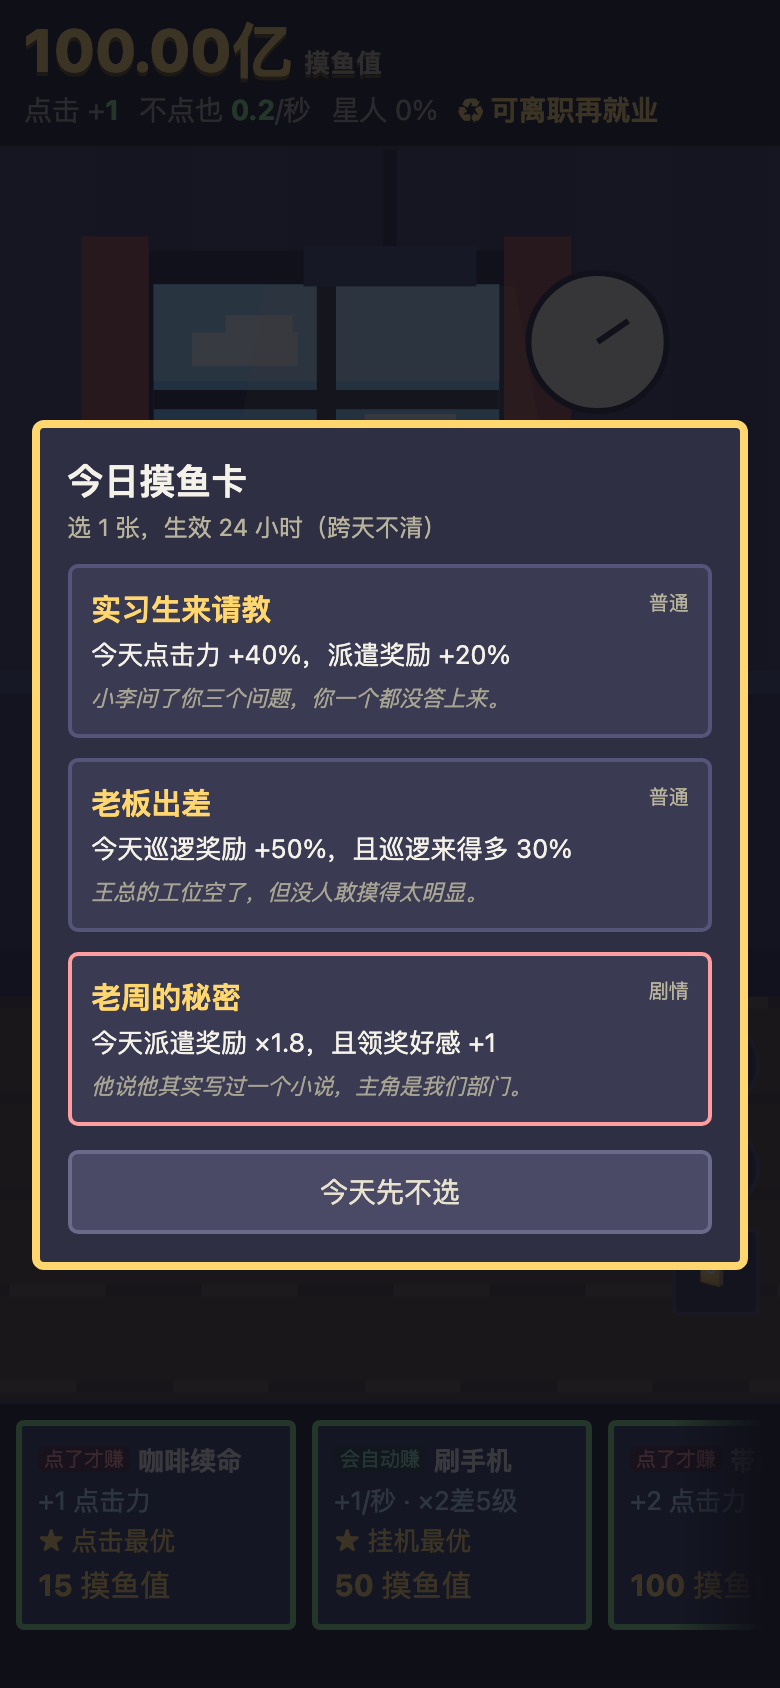 100.00亿 摸鱼值
点击 +1 不点也 0.2/秒 星人 0% ♻ 可离职再就业
今日摸鱼卡
选 1 张，生效 24 小时（跨天不清）
实习生来请教 普通
今天点击力 +40%，派遣奖励 +20%
小李问了你三个问题，你一个都没答上来。
老板出差 普通
今天巡逻奖励 +50%，且巡逻来得多 30%
王总的工位空了，但没人敢摸得太明显。
老周的秘密 剧情
今天派遣奖励 ×1.8，且领奖好感 +1
他说他其实写过一个小说，主角是我们部门。
今天先不选
点了才赚 咖啡续命
+1 点击力
★ 点击最优
15 摸鱼值
会自动赚 刷手机
+1/秒 · ×2差5级
★ 挂机最优
50 摸鱼值
点了才赚 带
+2 点击力
100 摸鱼